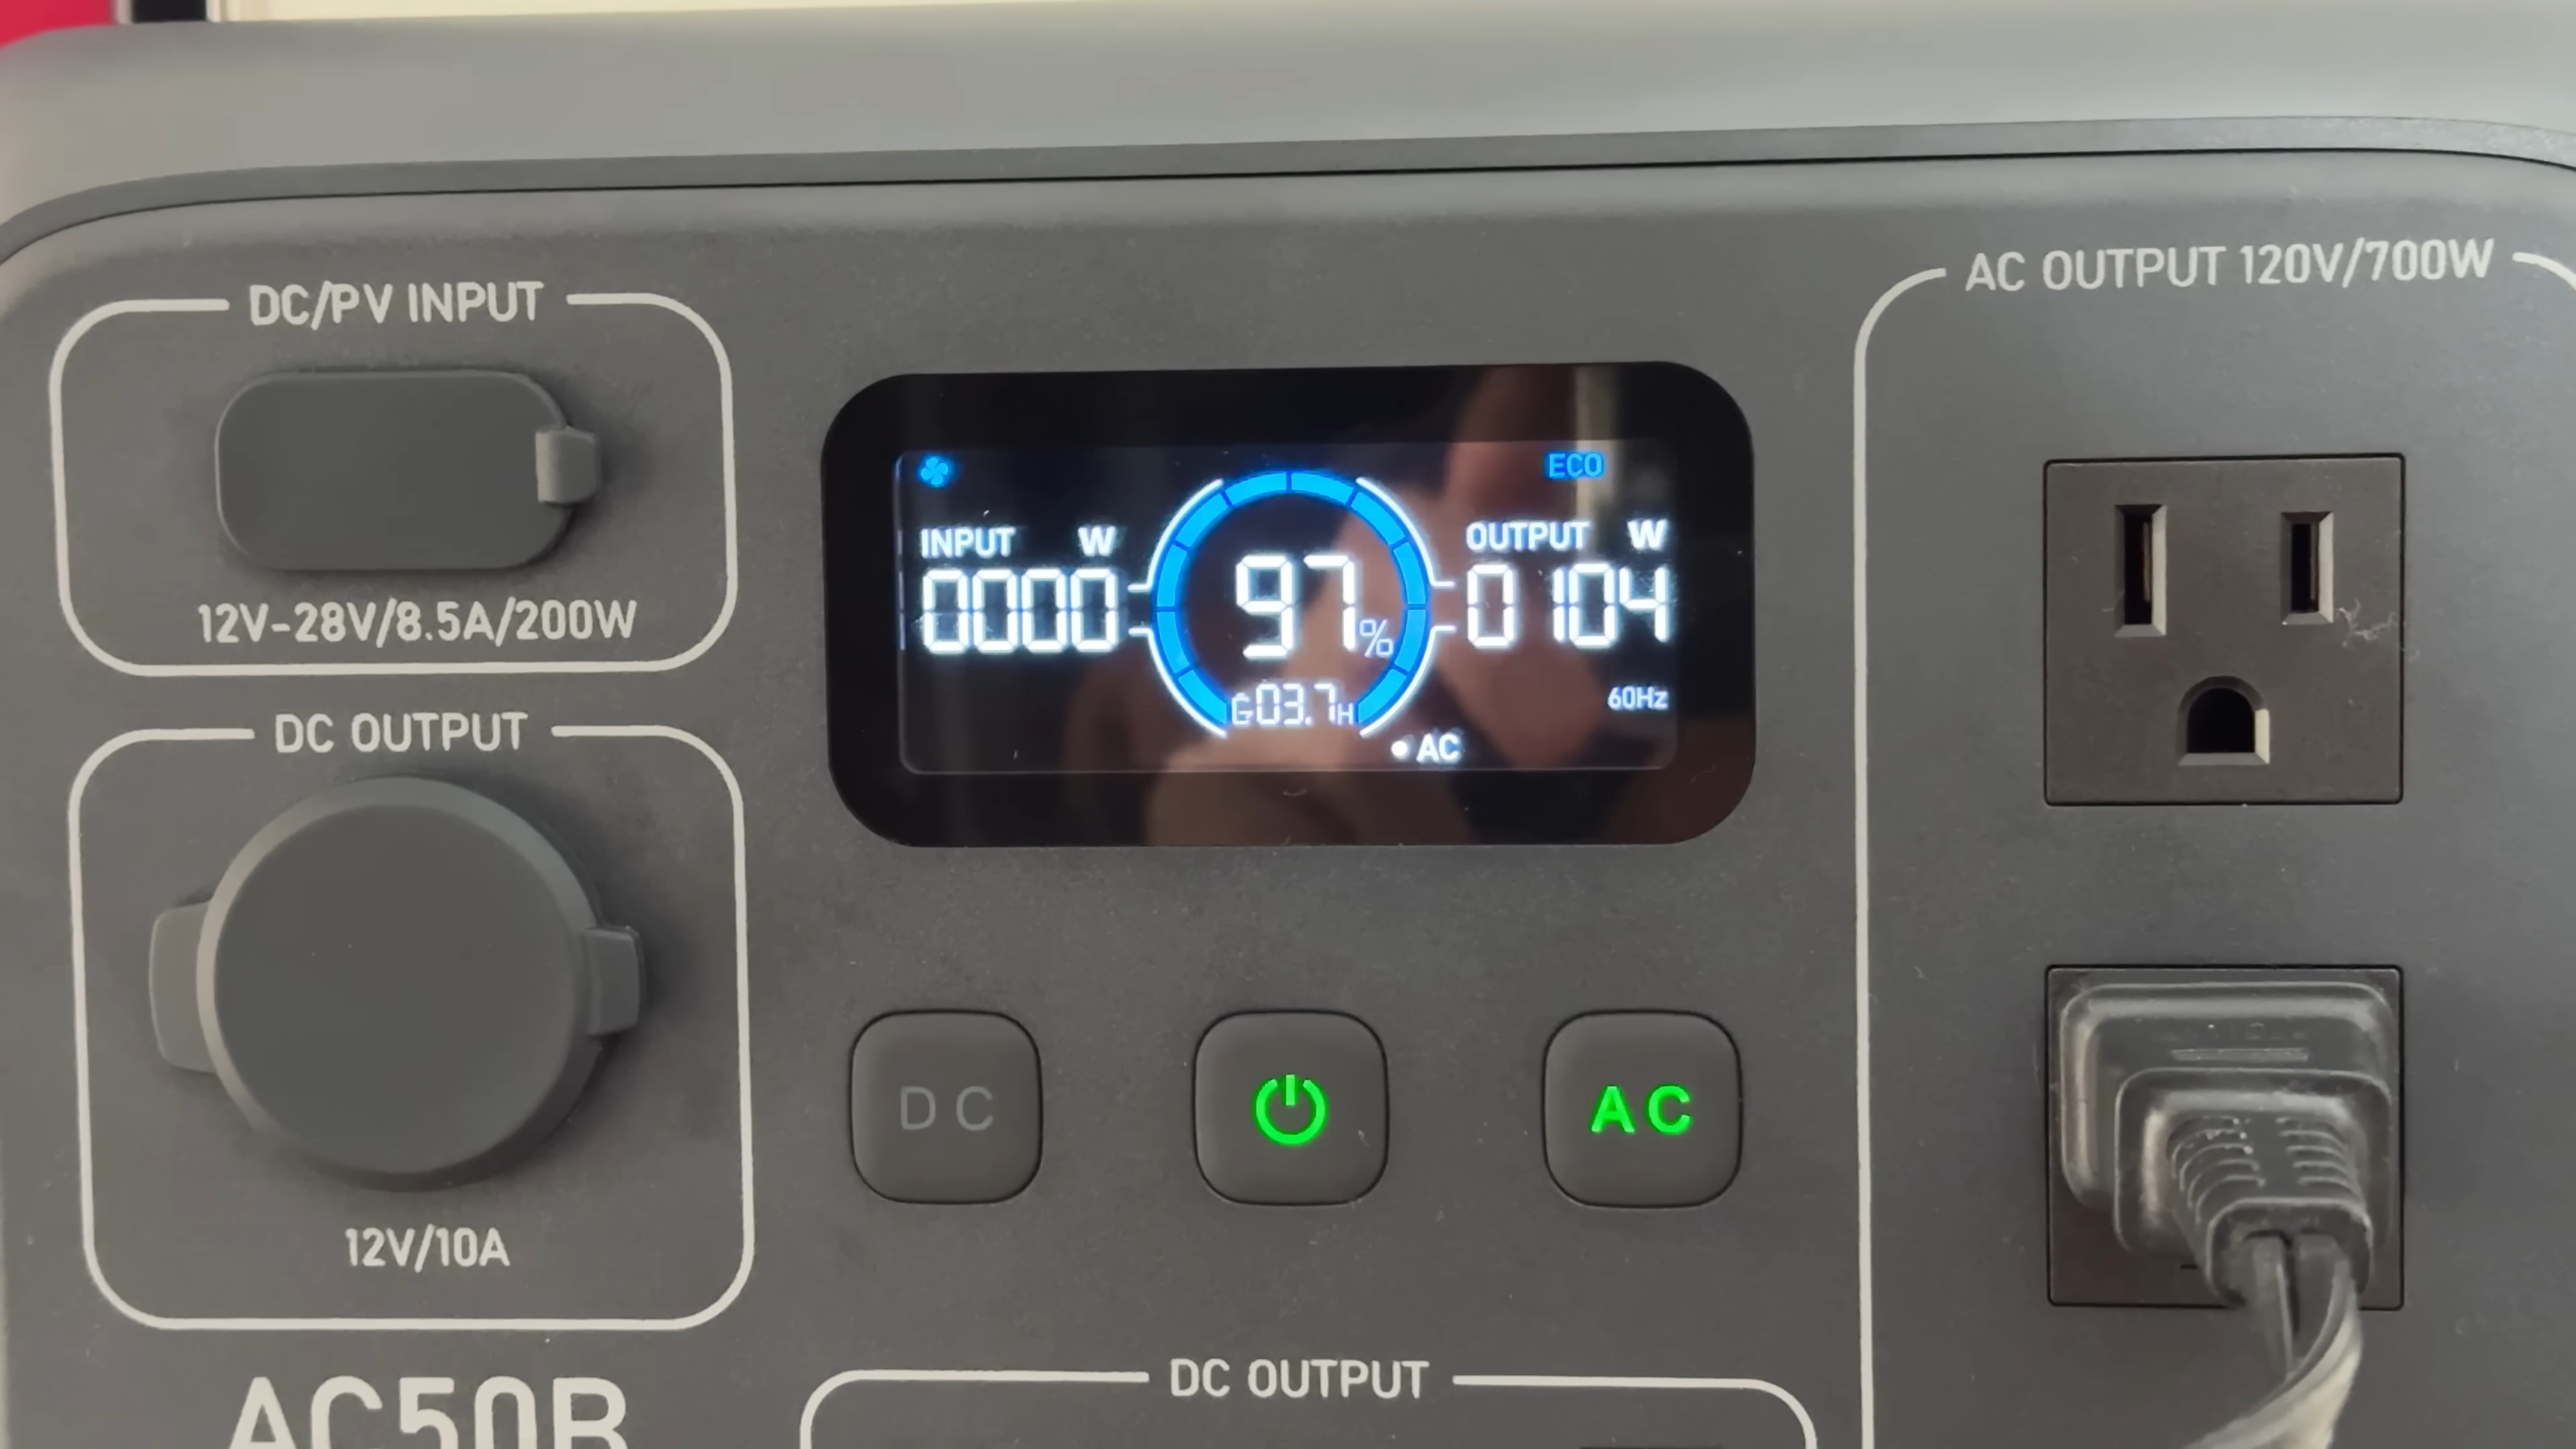 DC/PV INPUT
12V-28V/8.5A/200W
DC OUTPUT
12V/10A
AC50B
ECO
INPUT W
0000
97%
03.7H
OUTPUT W
0104
60Hz
AC
DC
AC
DC OUTPUT
AC OUTPUT 120V/700W